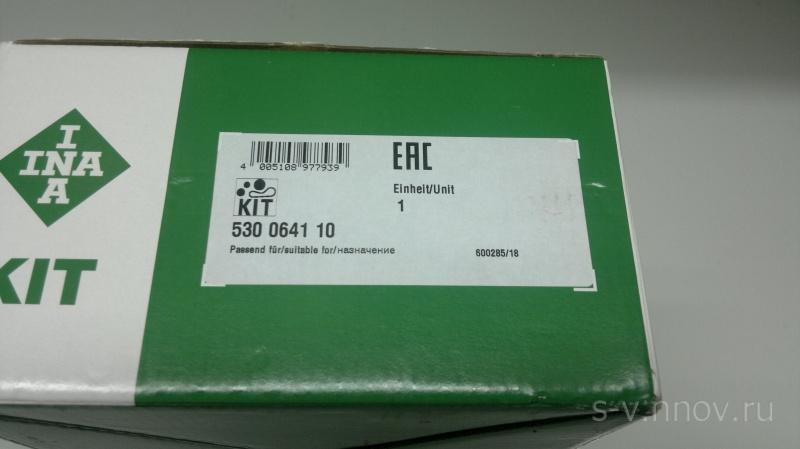 INA
INA
KIT
4 005108 977939
EAC
Einheit/Unit
1
KIT
530 0641 10
Passend für/suitable for/назначение
600285/18
s-v.nnov.ru